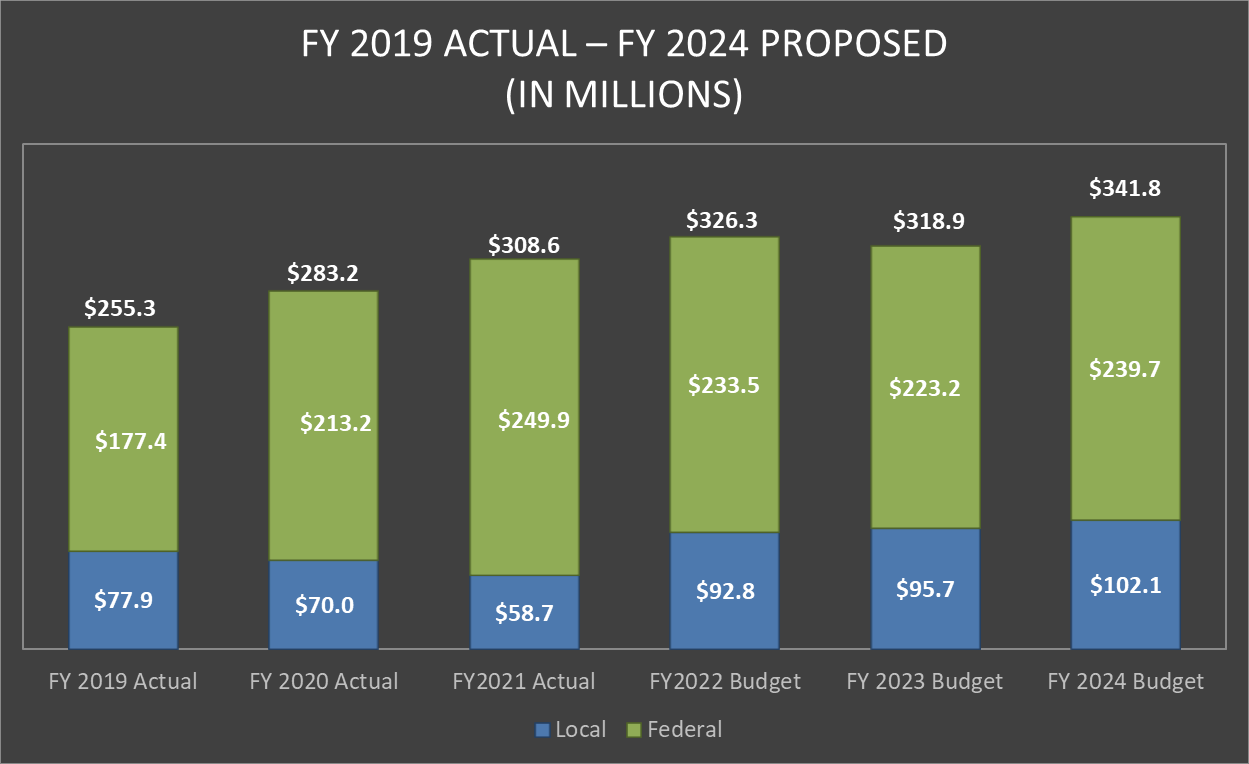 FY 2019 ACTUAL – FY 2024 PROPOSED
(IN MILLIONS)
$255.3
$283.2
$308.6
$326.3
$318.9
$341.8
$177.4
$213.2
$249.9
$233.5
$223.2
$239.7
$77.9
$70.0
$58.7
$92.8
$95.7
$102.1
FY 2019 Actual
FY 2020 Actual
FY2021 Actual
FY2022 Budget
FY 2023 Budget
FY 2024 Budget
Local
Federal